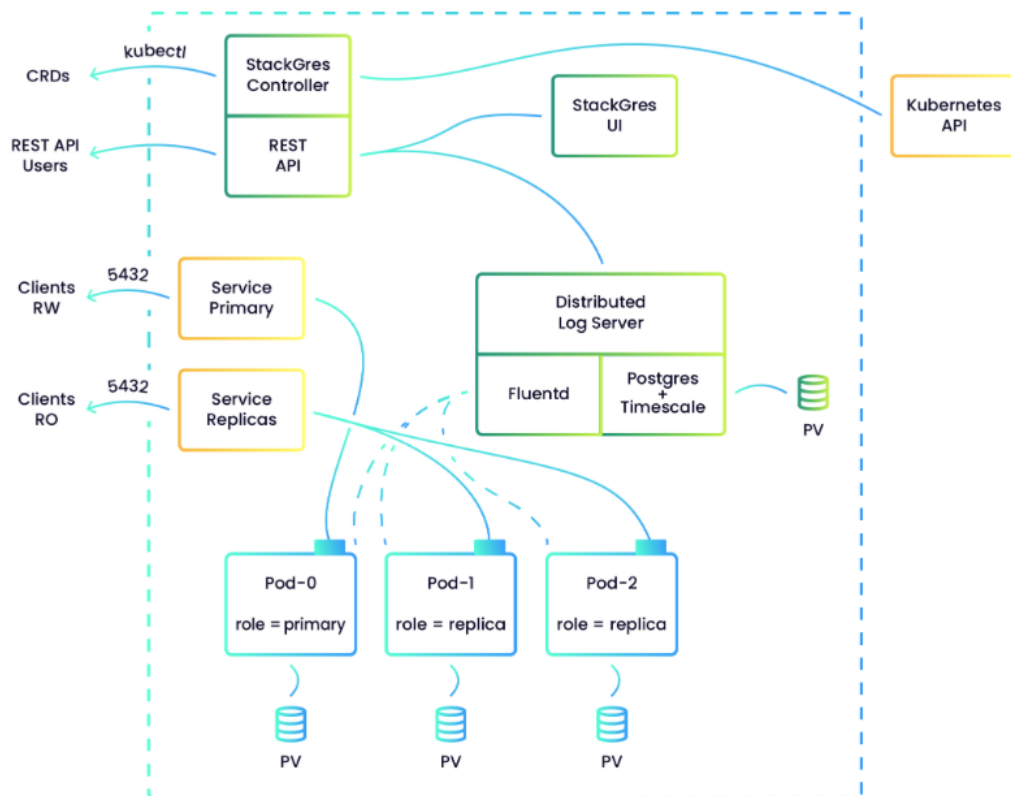 kubectl
CRDs
StackGres
Controller
StackGres
UI
Kubernetes
API
REST API
Users
REST
API
5432
Clients
RW
Service
Primary
Distributed
Log Server
5432
Clients
RO
Service
Replicas
Fluentd
Postgres
+
Timescale
PV
Pod-0
role = primary
Pod-1
role = replica
Pod-2
role = replica
PV
PV
PV